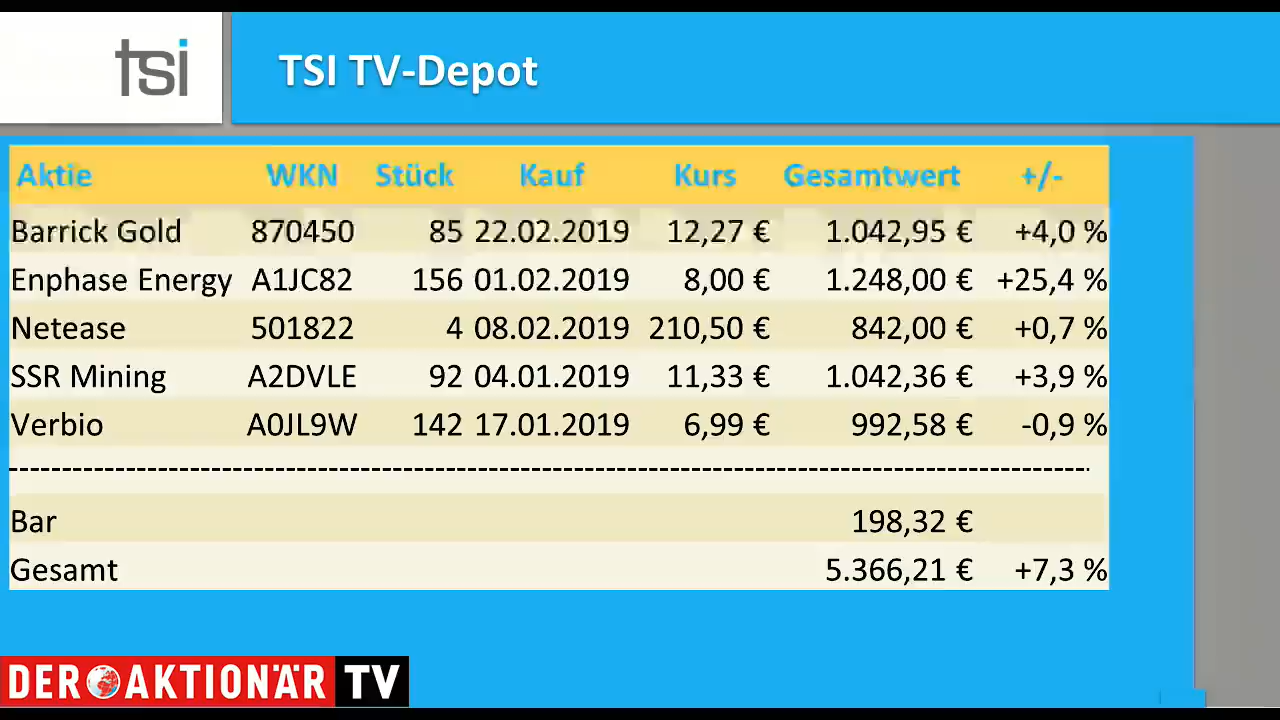 tsi
TSI TV-Depot
Aktie WKN Stück Kauf Kurs Gesamtwert +/-
Barrick Gold 870450 85 22.02.2019 12,27 € 1.042,95 € +4,0 %
Enphase Energy A1JC82 156 01.02.2019 8,00 € 1.248,00 € +25,4 %
Netease 501822 4 08.02.2019 210,50 € 842,00 € +0,7 %
SSR Mining A2DVLE 92 04.01.2019 11,33 € 1.042,36 € +3,9 %
Verbio A0JL9W 142 17.01.2019 6,99 € 992,58 € -0,9 %
Bar 198,32 €
Gesamt 5.366,21 € +7,3 %
DER AKTIONÄR TV